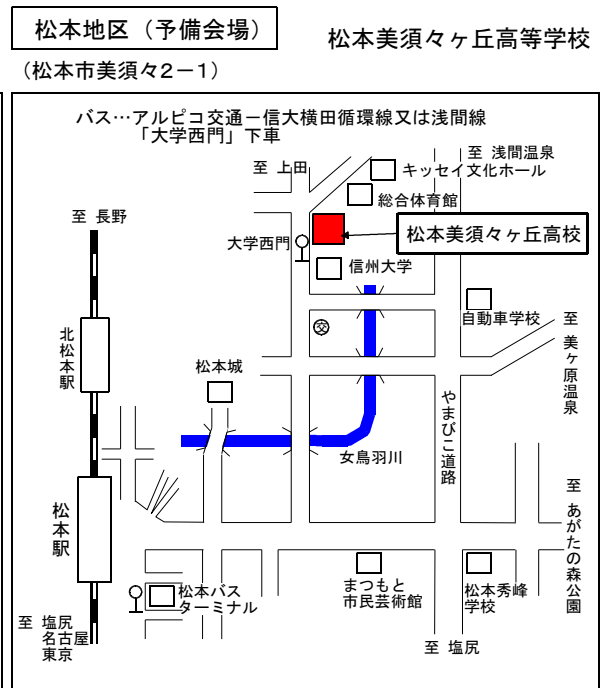 松本地区（予備会場）
松本美須々ヶ丘高等学校
（松本市美須々2－1）
バス…アルピコ交通－信大横田循環線又は浅間線
「大学西門」下車
至 浅間温泉
至 上田
キッセイ文化ホール
総合体育館
至 長野
松本美須々ヶ丘高校
大学西門
信州大学
自動車学校
至 美ヶ原温泉
交
北松本駅
松本城
やまびこ道路
女鳥羽川
至 あがたの森公園
松本駅
松本バス
ターミナル
まつもと
市民芸術館
松本秀峰
学校
至 塩尻
名古屋
東京
至 塩尻